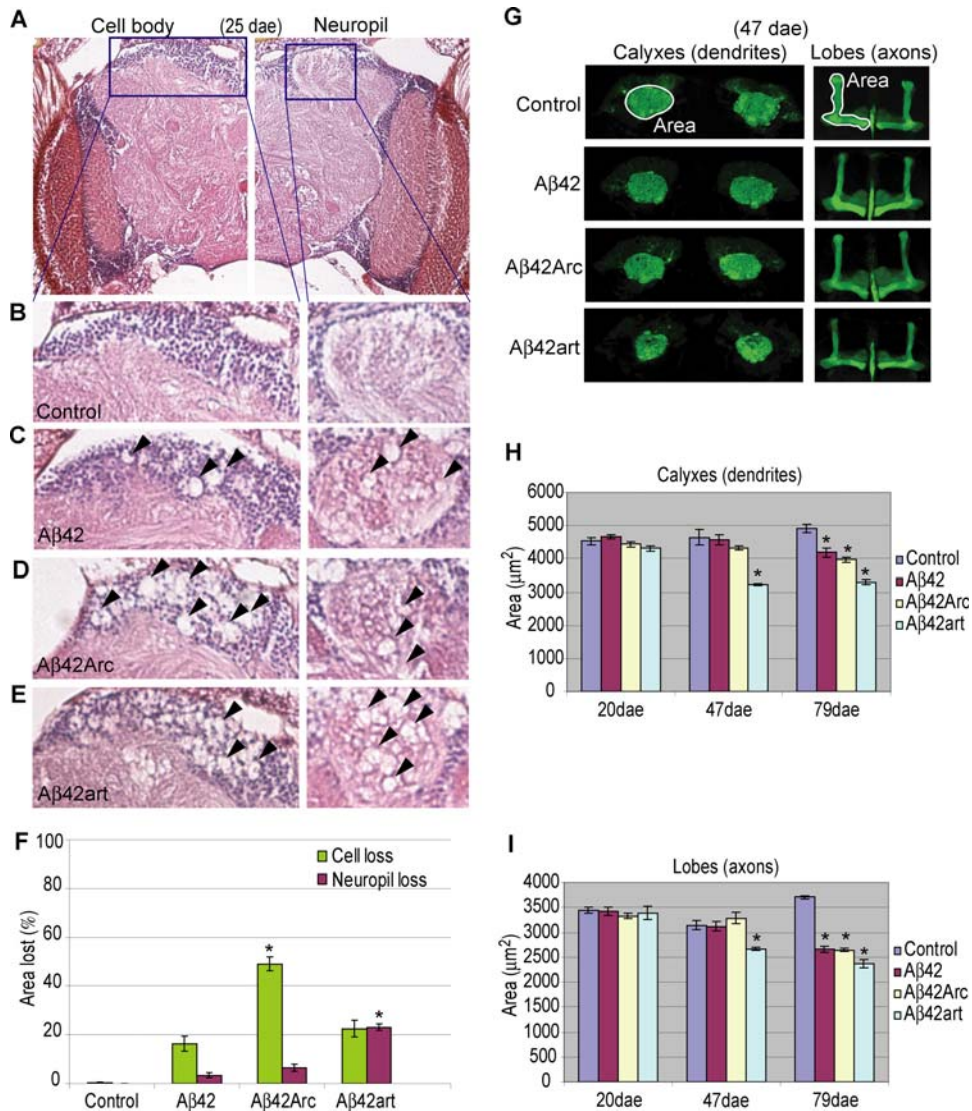 A
Cell body (25 dae) Neuropil
B
Control
C
Aβ42
D
Aβ42Arc
E
Aβ42art
F
Area lost (%)
100
80
60
40
20
0
Cell loss
Neuropil loss
*
*
Control Aβ42 Aβ42Arc Aβ42art
G
(47 dae)
Calyxes (dendrites) Lobes (axons)
Control
Area
Area
Aβ42
Aβ42Arc
Aβ42art
H
Calyxes (dendrites)
Area (μm²)
6000
5000
4000
3000
2000
1000
0
*
* * *
Control
Aβ42
Aβ42Arc
Aβ42art
20dae 47dae 79dae
I
Lobes (axons)
Area (μm²)
4000
3500
3000
2500
2000
1500
1000
500
0
*
* * *
Control
Aβ42
Aβ42Arc
Aβ42art
20dae 47dae 79dae